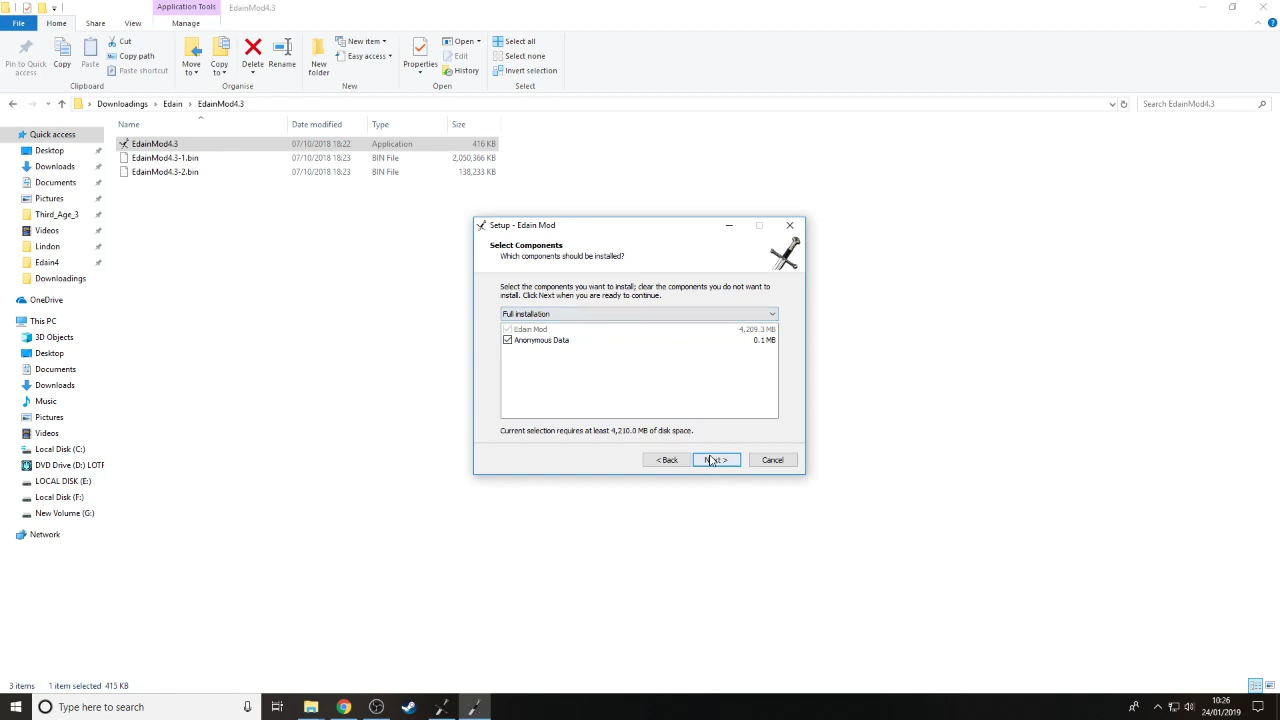 Application Tools
EdainMod4.3
File
Home
Share
View
Manage
Pin to Quick access
Copy
Paste
Cut
Copy path
Paste shortcut
Clipboard
Move to
Copy to
Delete
Rename
Organise
New folder
New item
Easy access
New
Properties
Open
Edit
History
Open
Select all
Select none
Invert selection
Select
Downloadings > Edain > EdainMod4.3
Search EdainMod4.3
Name Date modified Type Size
EdainMod4.3 07/10/2018 18:22 Application 416 KB
EdainMod4.3-1.bin 07/10/2018 18:23 BIN File 2,050,366 KB
EdainMod4.3-2.bin 07/10/2018 18:23 BIN File 138,233 KB
Quick access
Desktop
Downloads
Documents
Pictures
Third_Age_3
Videos
Lindon
Edain4
Downloadings
OneDrive
This PC
3D Objects
Desktop
Documents
Downloads
Music
Pictures
Videos
Local Disk (C:)
DVD Drive (D:) LOTR
LOCAL DISK (E:)
Local Disk (F:)
New Volume (G:)
Network
Setup - Edain Mod
Select Components
Which components should be installed?
Select the components you want to install; clear the components you do not want to
install. Click Next when you are ready to continue.
Full installation
Edain Mod 4,209.3 MB
Anonymous Data 0.1 MB
Current selection requires at least 4,210.0 MB of disk space.
< Back
Next >
Cancel
3 items 1 item selected 415 KB
Type here to search
10:26
24/01/2019